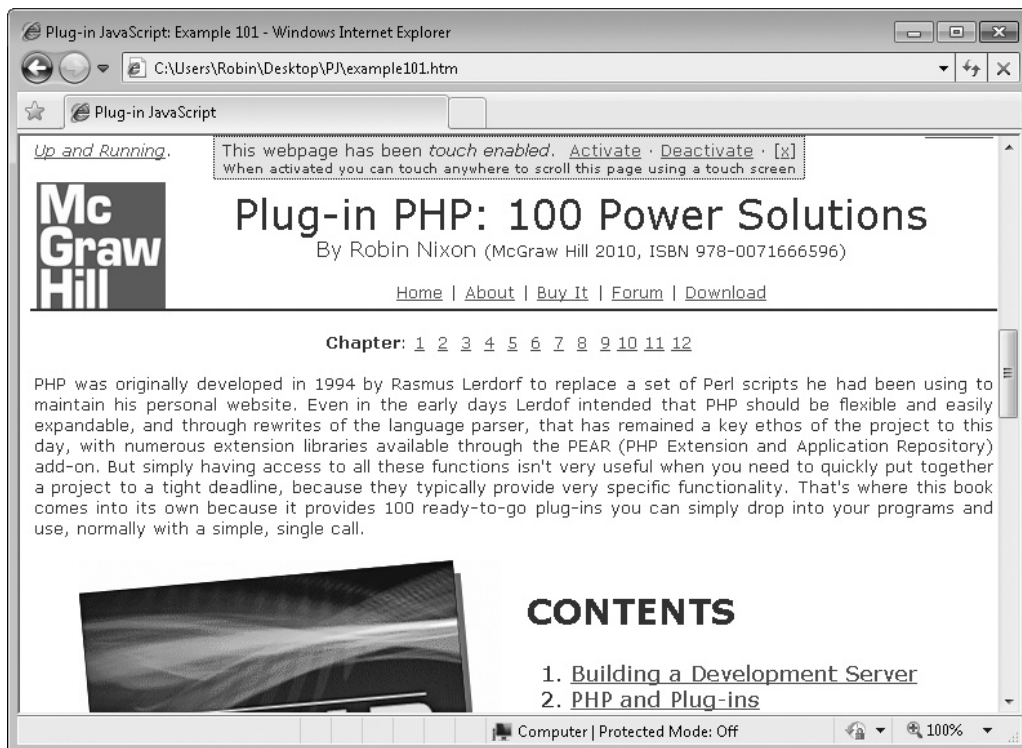 Plug-in JavaScript: Example 101 - Windows Internet Explorer
C:\Users\Robin\Desktop\PJ\example101.htm
Plug-in JavaScript
Up and Running.
This webpage has been touch enabled. Activate · Deactivate · [x]
When activated you can touch anywhere to scroll this page using a touch screen
Mc
Graw
Hill
Plug-in PHP: 100 Power Solutions
By Robin Nixon (McGraw Hill 2010, ISBN 978-0071666596)
Home | About | Buy It | Forum | Download
Chapter: 1 2 3 4 5 6 7 8 9 10 11 12
PHP was originally developed in 1994 by Rasmus Lerdorf to replace a set of Perl scripts he had been using to
maintain his personal website. Even in the early days Lerdof intended that PHP should be flexible and easily
expandable, and through rewrites of the language parser, that has remained a key ethos of the project to this
day, with numerous extension libraries available through the PEAR (PHP Extension and Application Repository)
add-on. But simply having access to all these functions isn't very useful when you need to quickly put together
a project to a tight deadline, because they typically provide very specific functionality. That's where this book
comes into its own because it provides 100 ready-to-go plug-ins you can simply drop into your programs and
use, normally with a simple, single call.
CONTENTS
1. Building a Development Server
2. PHP and Plug-ins
Computer | Protected Mode: Off
100%